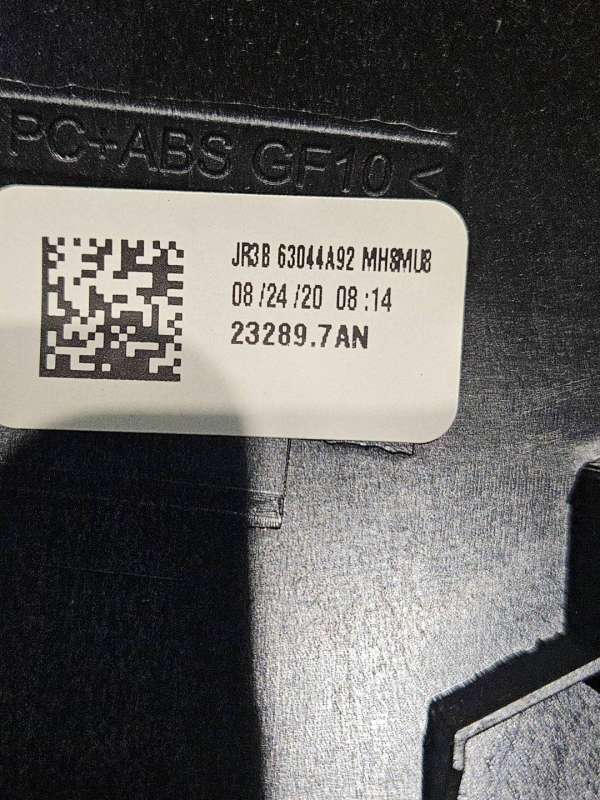 PC+ABS GF10 <
JR3B 63044A92 MH8MU8
08/24/20 08:14
23289.7AN